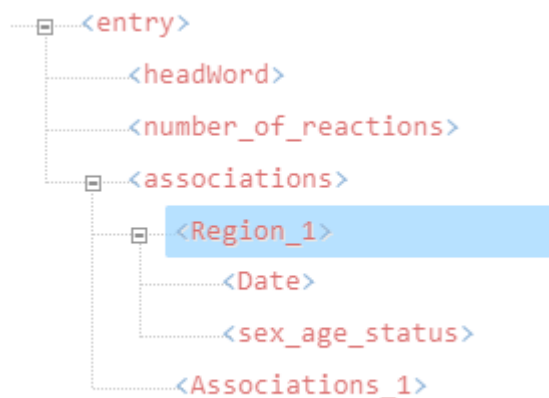 <entry>
<headWord>
<number_of_reactions>
<associations>
<Region_1>
<Date>
<sex_age_status>
<Associations_1>